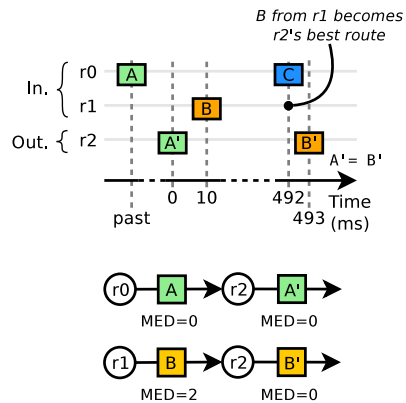 B from r1 becomes
r2's best route
In.
r0
A
C
r1
B
Out.
r2
A'
B'
A'= B'
past
0
10
492
493
Time
(ms)
r0
A
r2
A'
MED=0
MED=0
r1
B
r2
B'
MED=2
MED=0